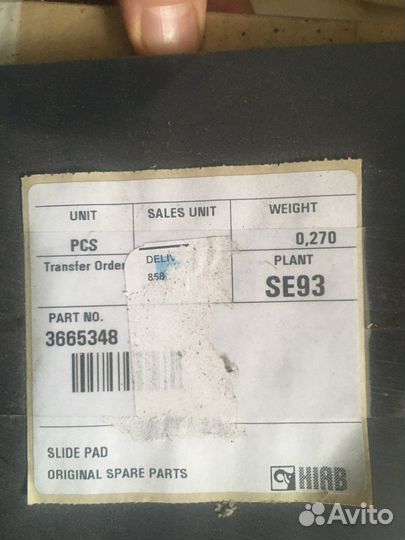 UNIT SALES UNIT WEIGHT
PCS 0,270
Transfer Order DELIV PLANT
858 SE93
PART NO.
3665348
SLIDE PAD
ORIGINAL SPARE PARTS HIAB
Avito